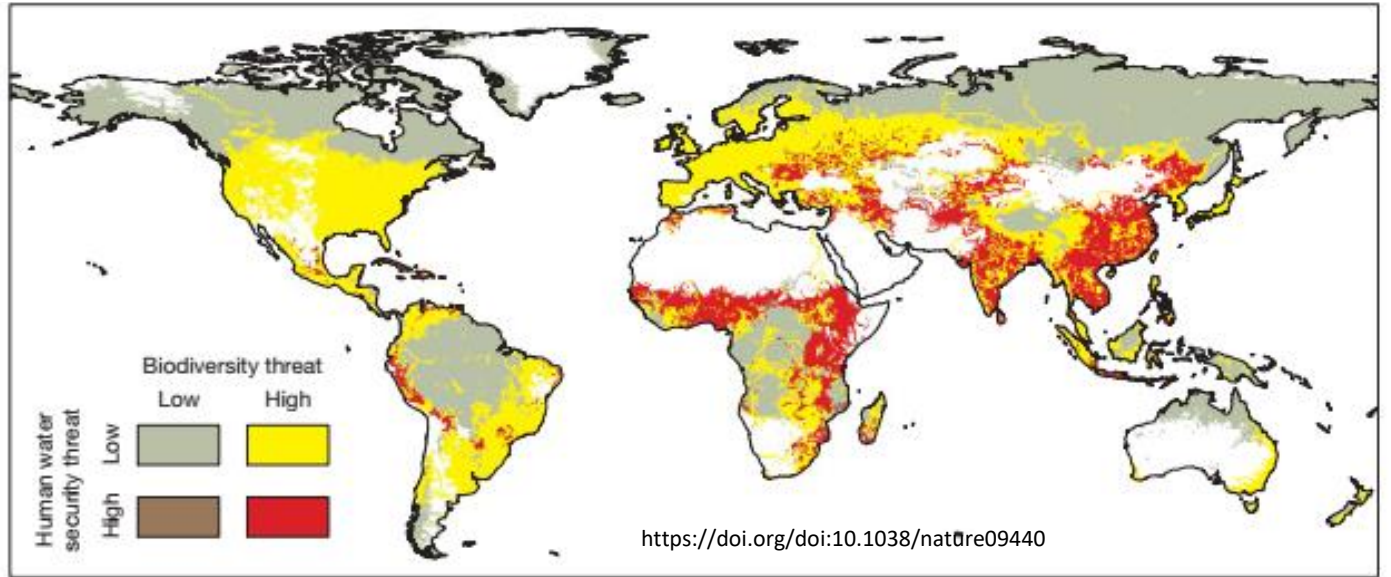 Biodiversity threat
Low High
Human water
security threat
Low
High
https://doi.org/doi:10.1038/nature09440